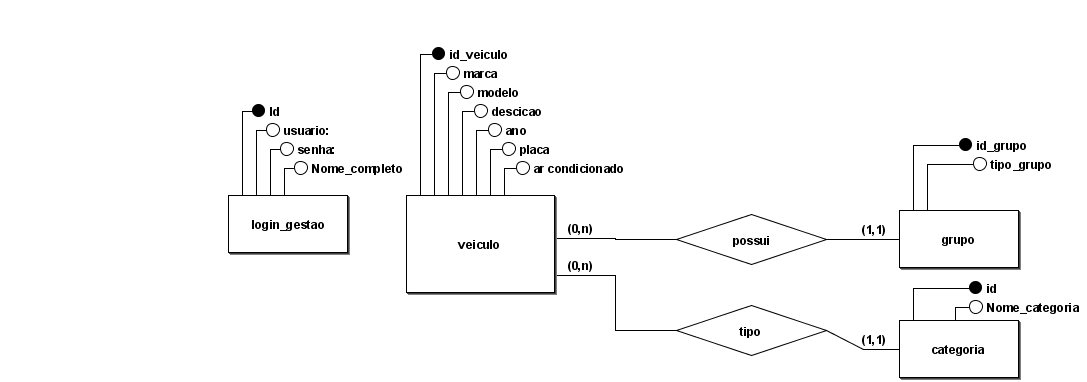 id_veiculo
marca
modelo
descicao
ano
placa
ar condicionado
Id
usuario:
senha:
Nome_completo
login_gestao
veiculo
(0,n)
(0,n)
possui
tipo
(1,1)
(1,1)
id_grupo
tipo_grupo
grupo
id
Nome_categoria
categoria